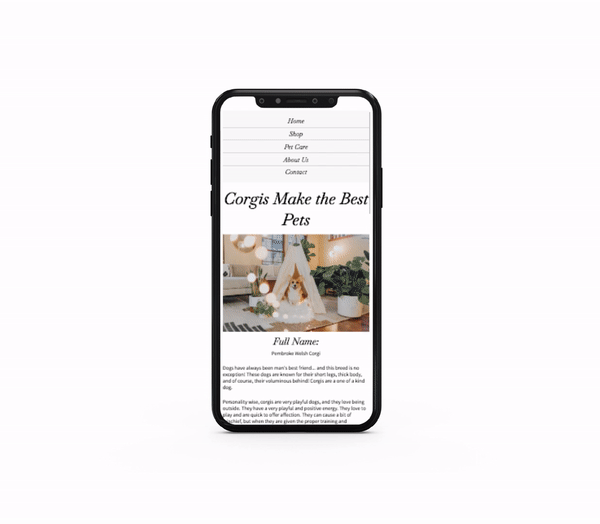 Home
Shop
Pet Care
About Us
Contact
Corgis Make the Best
Pets
Full Name:
Pembroke Welsh Corgi
Dogs have always been man's best friend... and this breed is no
exception! These dogs are known for their short legs, thick body,
and of course, their voluminous behind! Corgis are a one of a kind
dog.
Personality wise, corgis are very playful dogs, and they love being
outside. They have a very playful and positive energy. They love to
play and are quick to offer affection. They can cause a bit of
mischief, but when they are given the proper training and